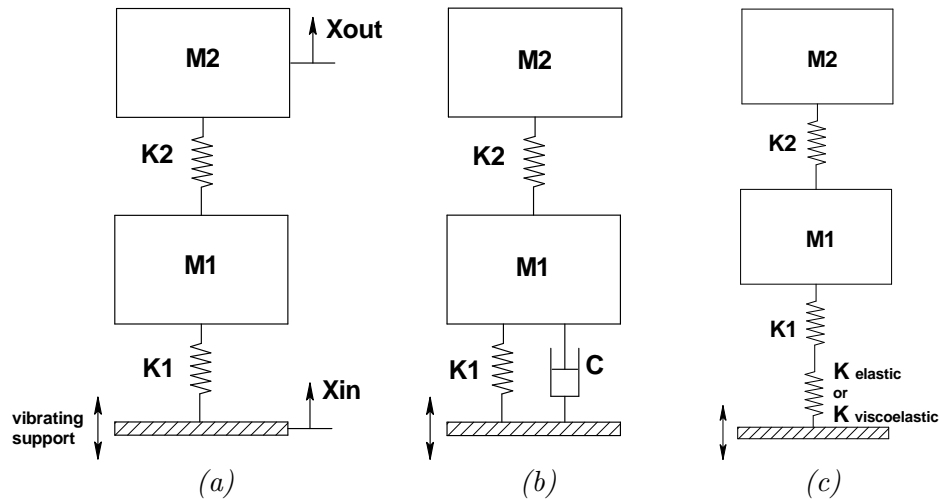 Xout
M2
K2
M1
K1
Xin
vibrating
support
(a)
M2
K2
M1
K1
C
(b)
M2
K2
M1
K1
K elastic
or
K viscoelastic
(c)